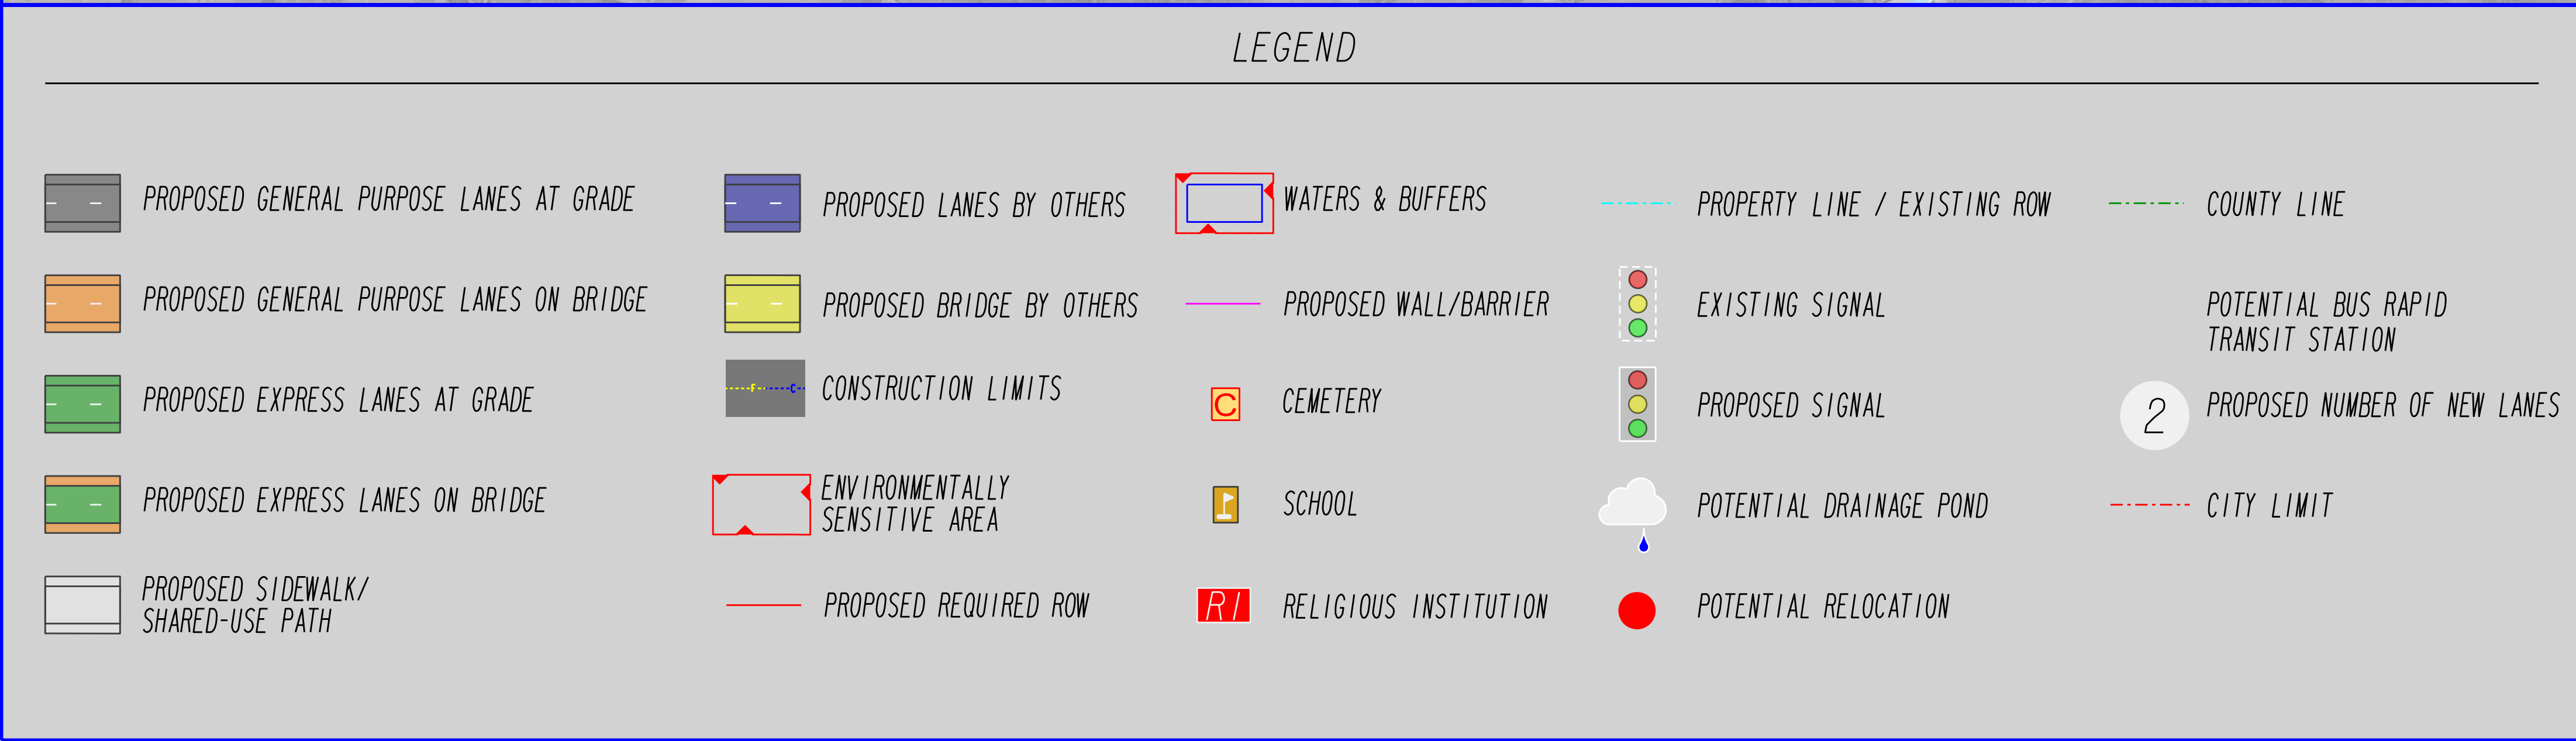 LEGEND
PROPOSED GENERAL PURPOSE LANES AT GRADE
PROPOSED GENERAL PURPOSE LANES ON BRIDGE
PROPOSED EXPRESS LANES AT GRADE
PROPOSED EXPRESS LANES ON BRIDGE
PROPOSED SIDEWALK/
SHARED-USE PATH
PROPOSED LANES BY OTHERS
PROPOSED BRIDGE BY OTHERS
F C
CONSTRUCTION LIMITS
ENVIRONMENTALLY
SENSITIVE AREA
PROPOSED REQUIRED ROW
WATERS & BUFFERS
PROPOSED WALL/BARRIER
C
CEMETERY
SCHOOL
RI
RELIGIOUS INSTITUTION
PROPERTY LINE / EXISTING ROW
EXISTING SIGNAL
PROPOSED SIGNAL
POTENTIAL DRAINAGE POND
POTENTIAL RELOCATION
COUNTY LINE
POTENTIAL BUS RAPID
TRANSIT STATION
2
PROPOSED NUMBER OF NEW LANES
CITY LIMIT